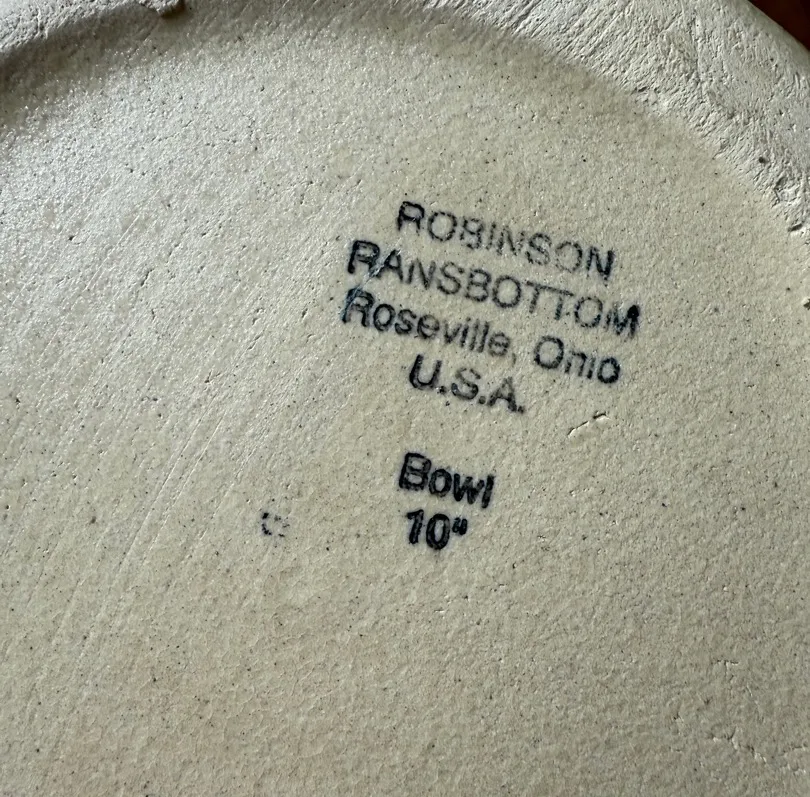 ROBINSON
RANSBOTTOM
Roseville, Ohio
U.S.A.
Bowl
10"